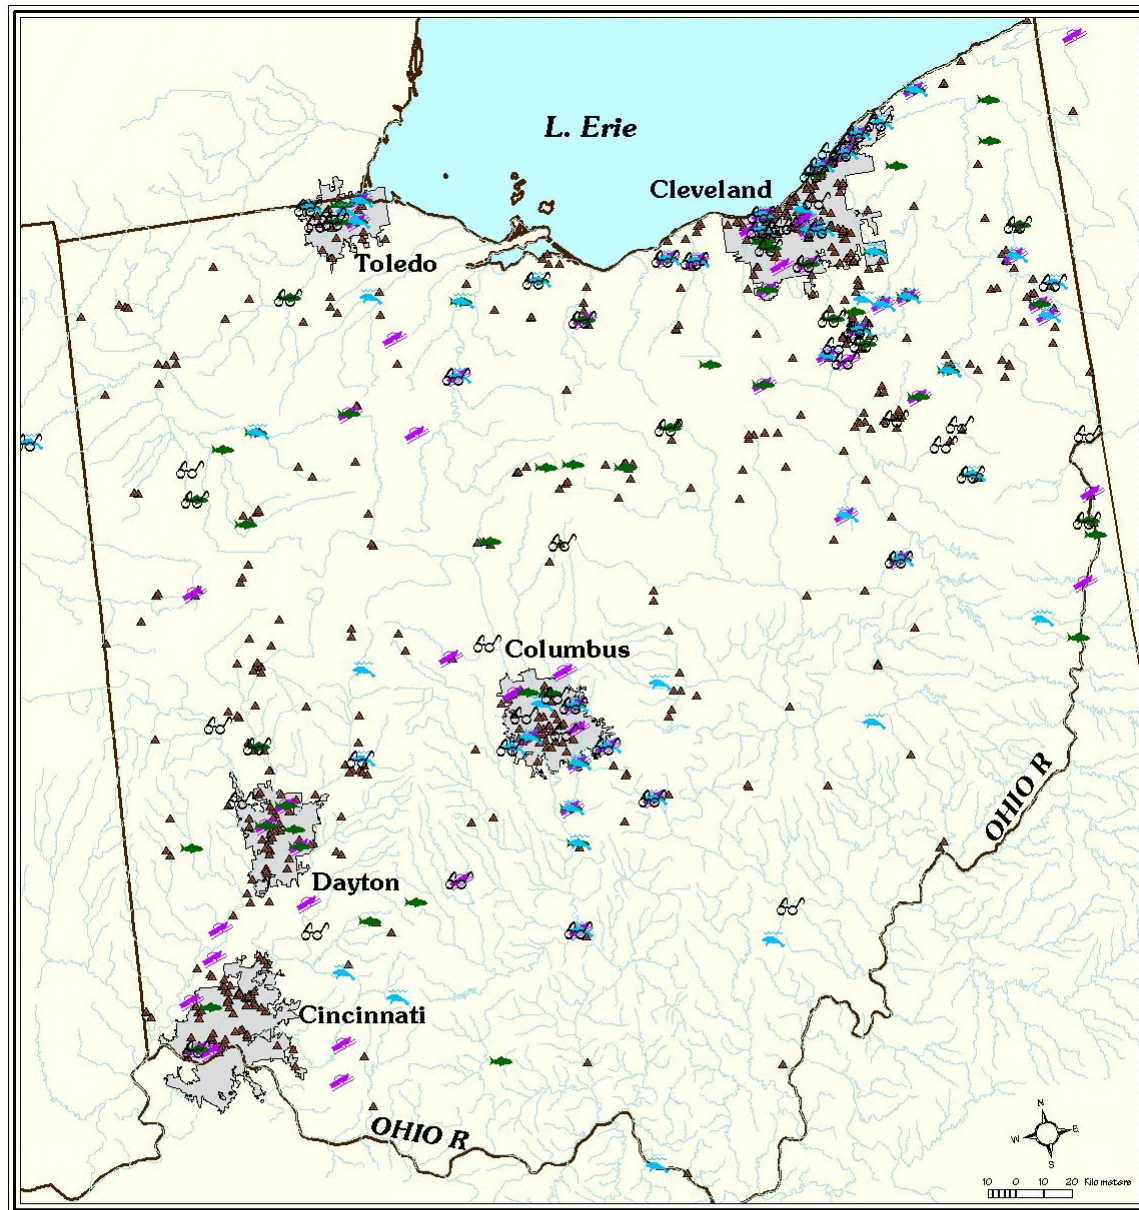 L. Erie
Cleveland
Toledo
Columbus
OHIO R
Dayton
Cincinnati
OHIO R
N
W E
S
10 0 10 20 Kilometers